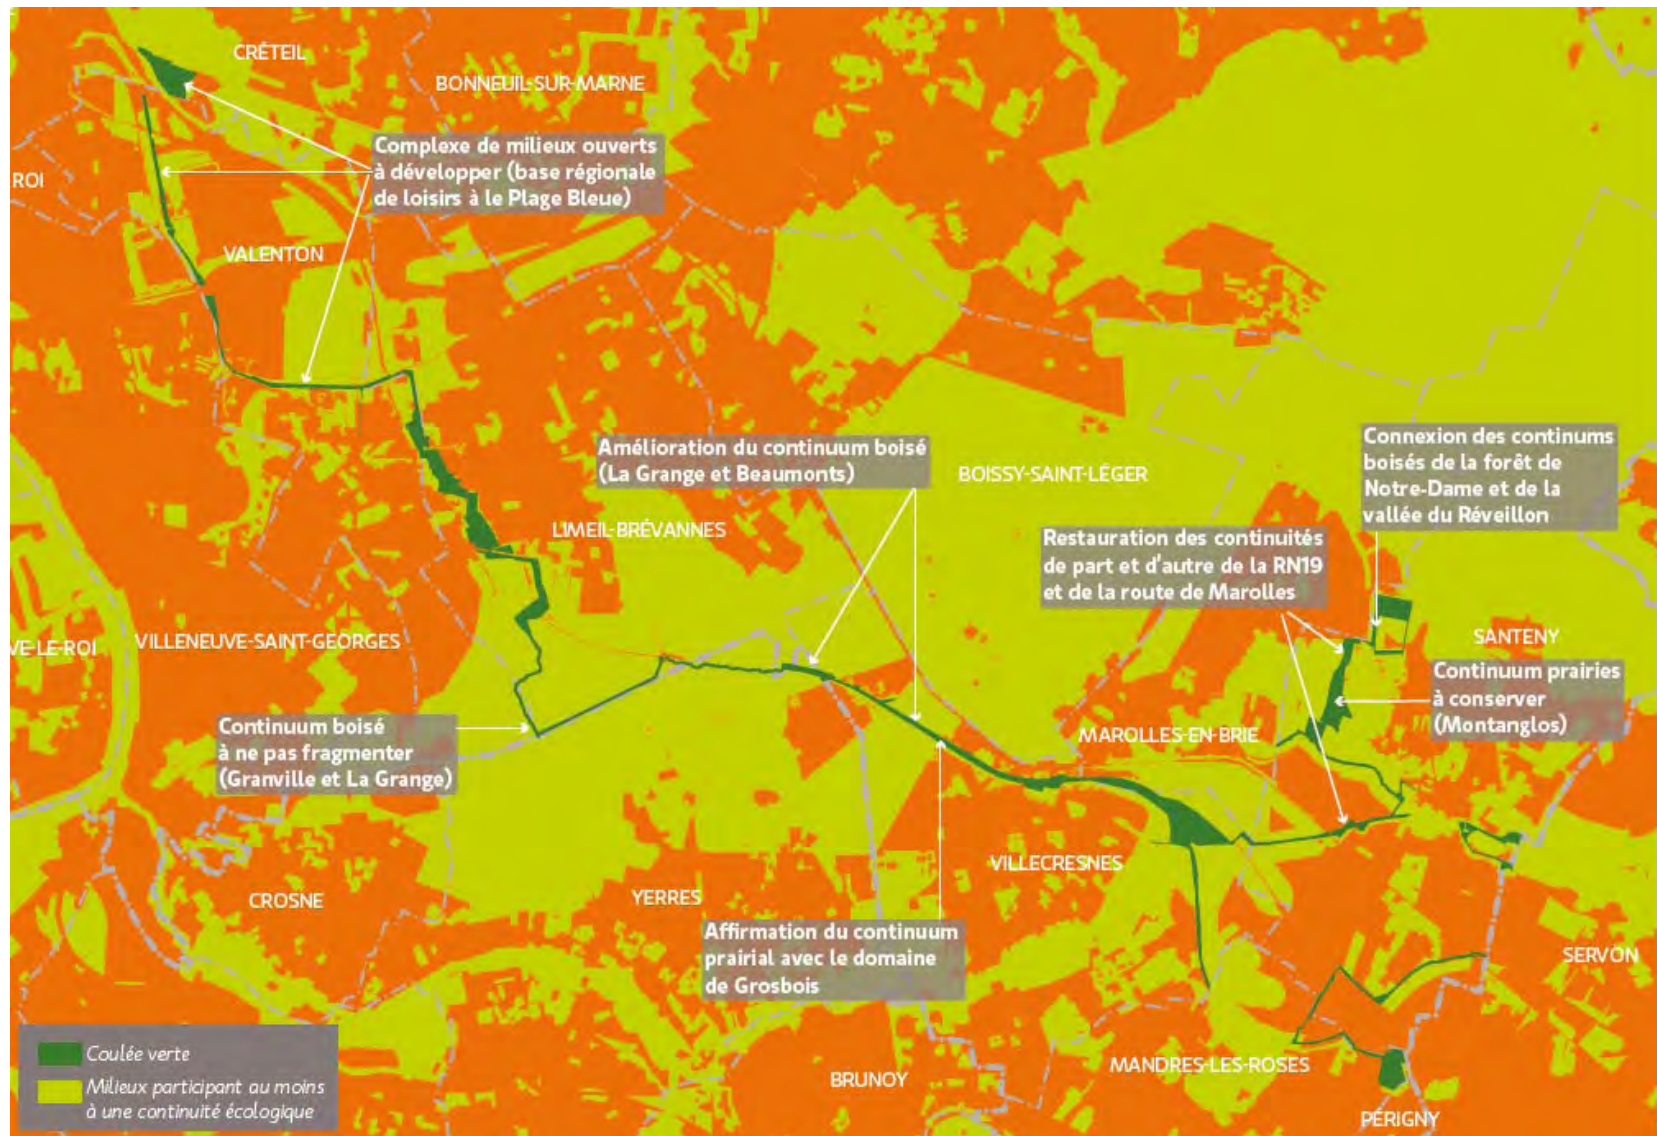 CRÉTEIL
BONNEUIL-SUR-MARNE
Complexe de milieux ouverts
à développer (base régionale
de loisirs à le Plage Bleue)
ROI
VALENTON
Amélioration du continuum boisé
(La Grange et Beaumonts)
BOISSY-SAINT-LÉGER
Connexion des continums
boisés de la forêt de
Notre-Dame et de la
vallée du Réveillon
LIMEIL-BRÉVANNES
Restauration des continuités
de part et d'autre de la RN19
et de la route de Marolles
VE-LE-ROI
VILLENEUVE-SAINT-GEORGES
SANTENY
Continuum prairies
à conserver
(Montanglos)
Continuum boisé
à ne pas fragmenter
(Granville et La Grange)
MAROLLES-EN-BRIE
VILLECRESNES
CROSNE
YERRES
Affirmation du continuum
prairial avec le domaine
de Grosbois
SERVON
Coulée verte
Milieux participant au moins
à une continuité écologique
BRUNOY
MANDRES-LES-ROSES
PÉRIGNY